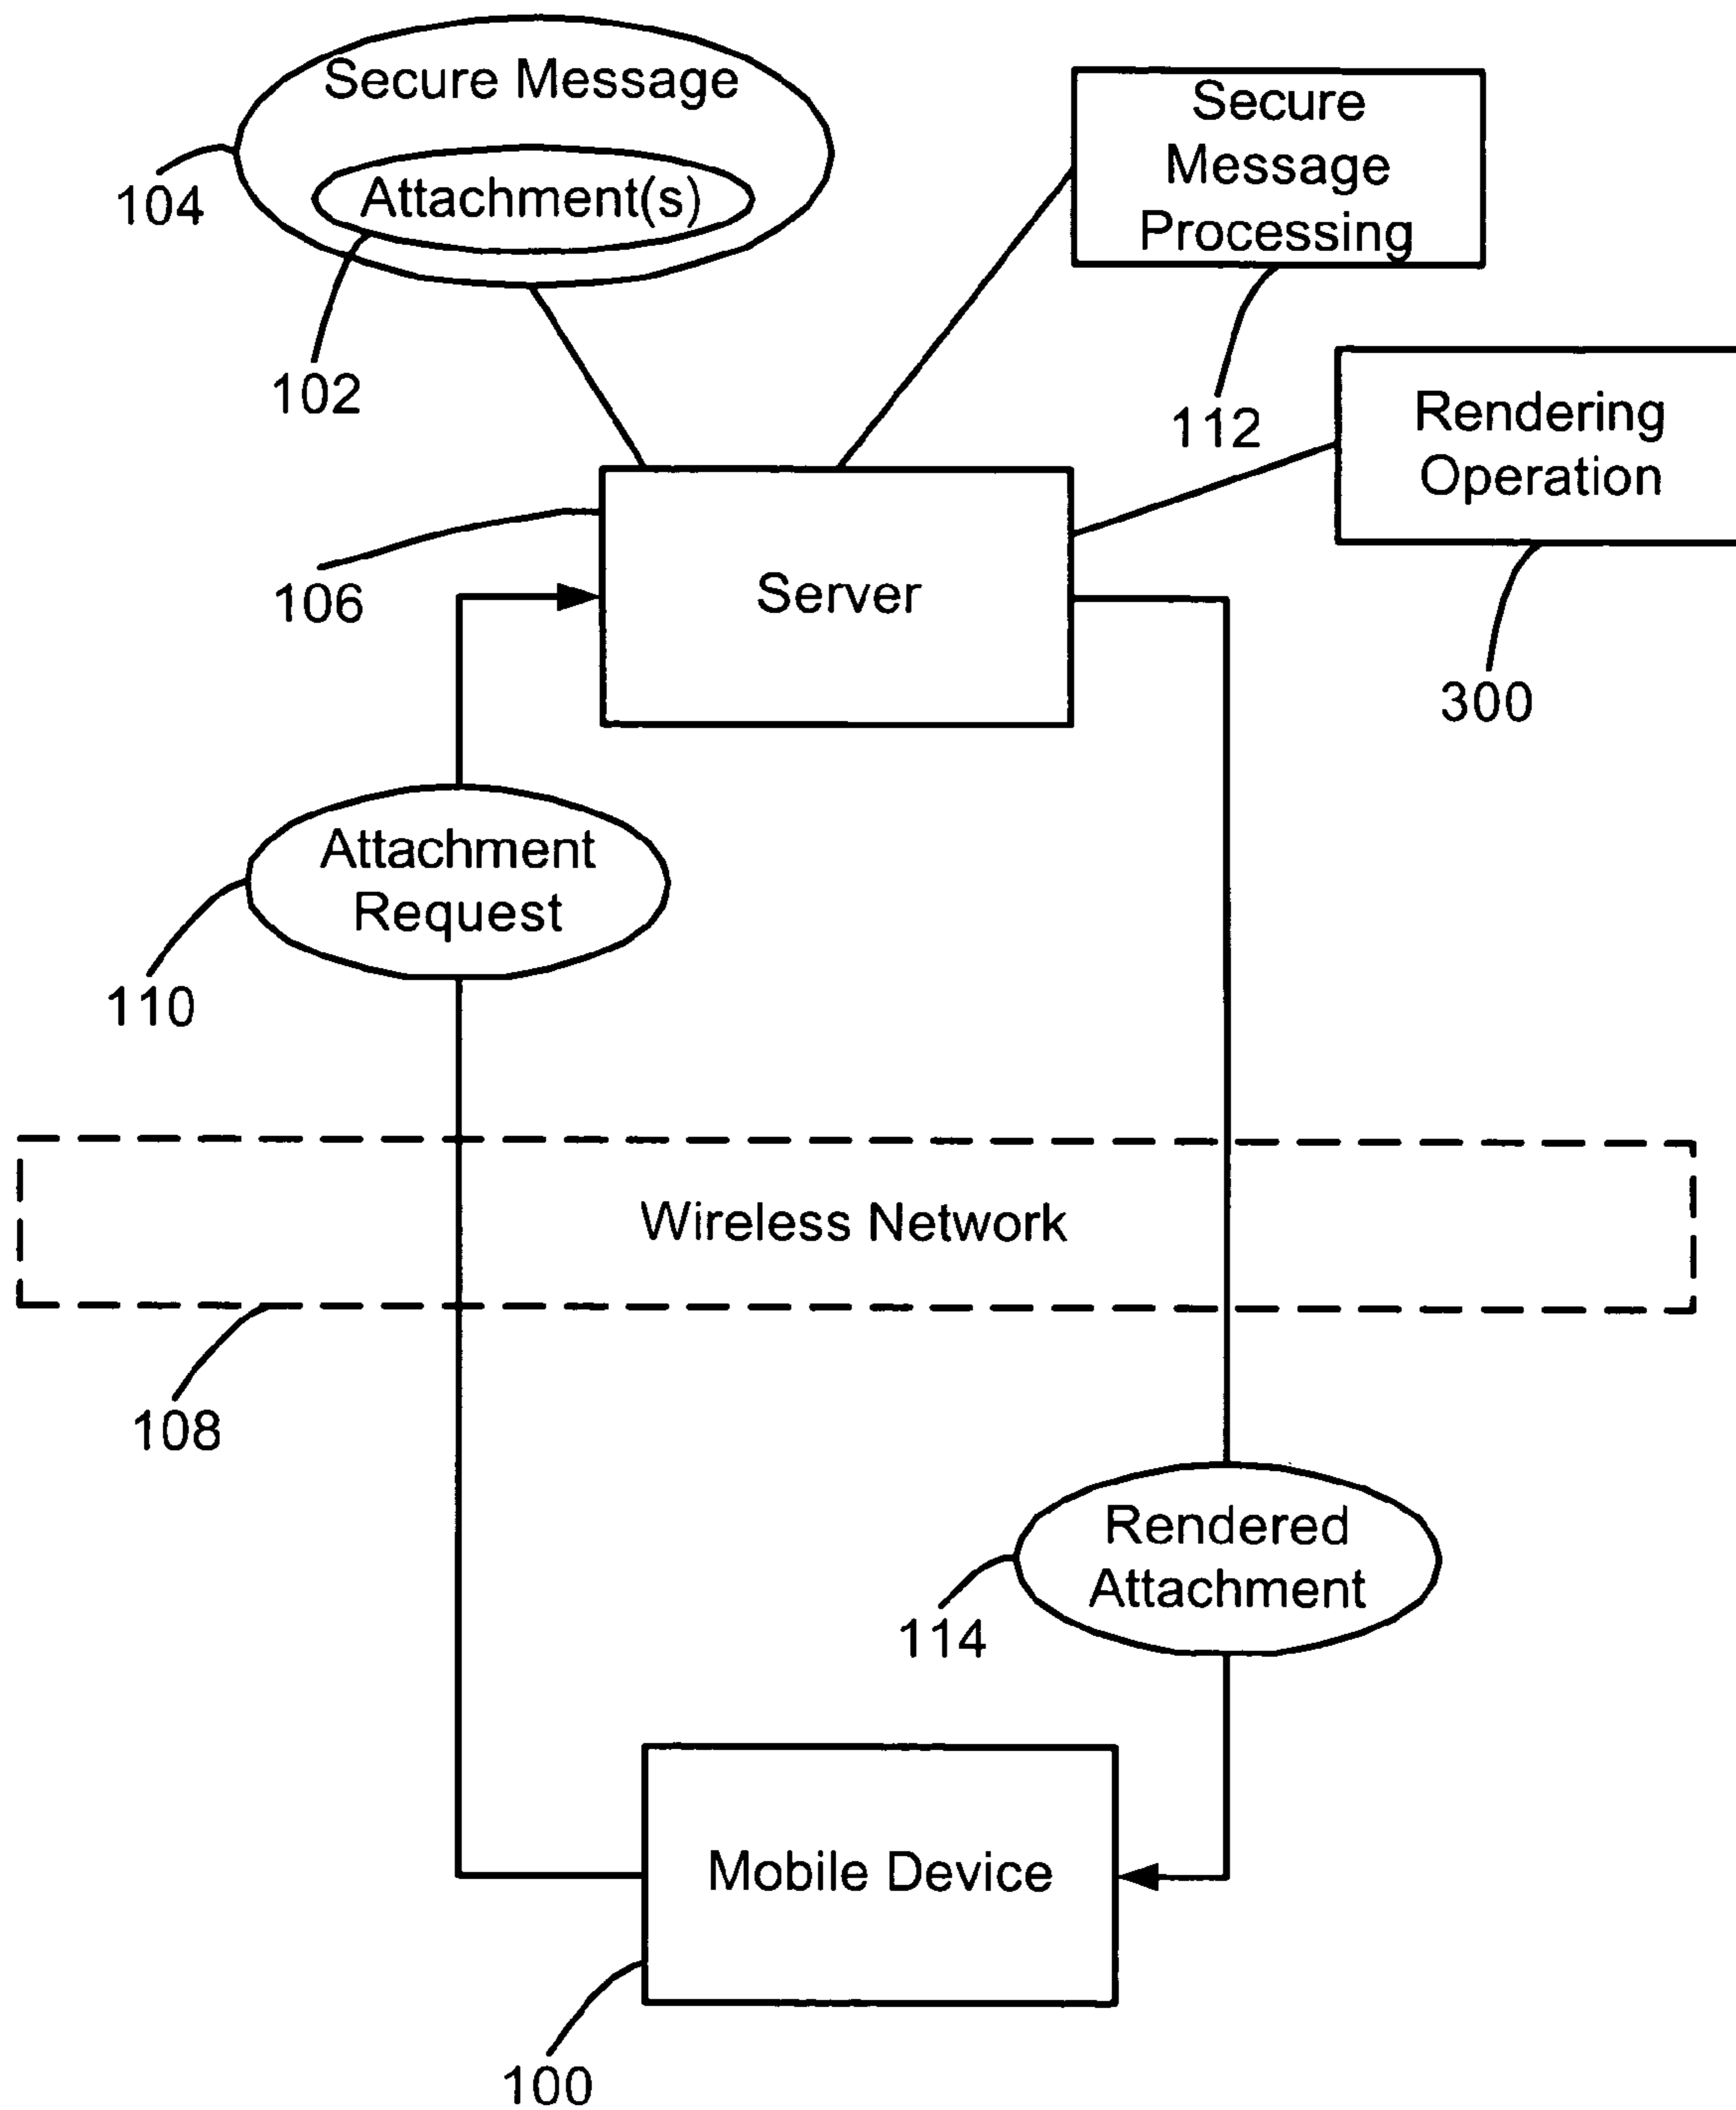 Secure Message
Attachment(s)
104
102
Secure
Message
Processing
112
Rendering
Operation
300
106
Server
Attachment
Request
110
Wireless Network
108
Rendered
Attachment
114
Mobile Device
100